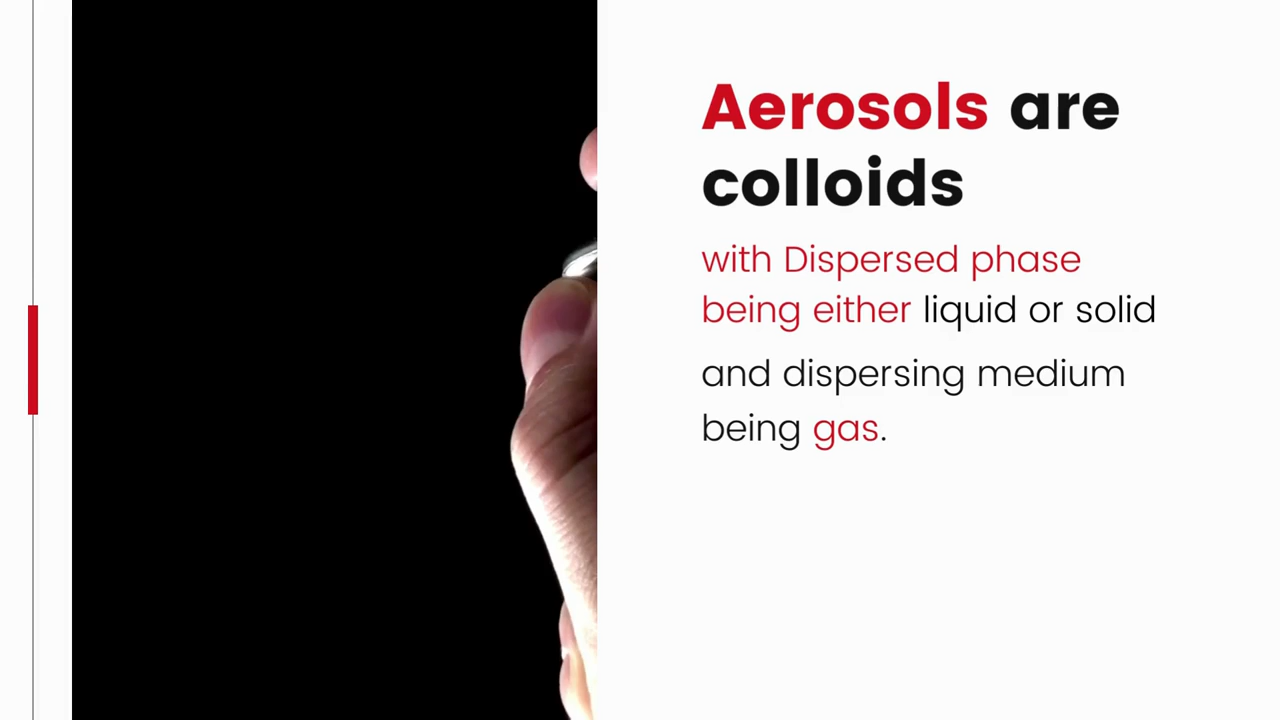 Aerosols are
colloids
with Dispersed phase
being either liquid or solid
and dispersing medium
being gas.